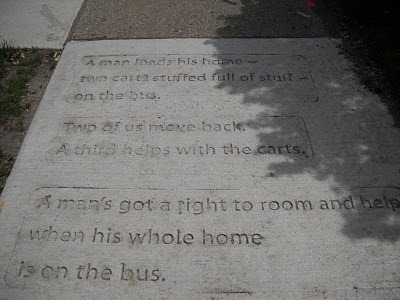 A man loads his home –
two carts stuffed full of stuff –
on the bus.
Two of us move back.
A third helps with the carts.
A man's got a right to room and help
when his whole home
is on the bus.